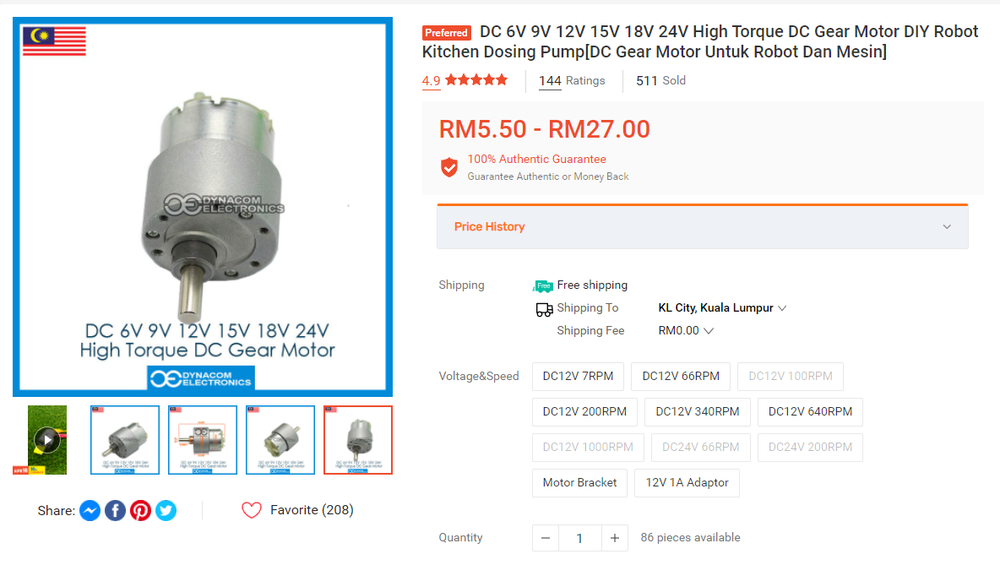 DYNACOM
ELECTRONICS
DC 6V 9V 12V 15V 18V 24V
High Torque DC Gear Motor
DYNACOM
ELECTRONICS
Share:
Favorite (208)
Preferred DC 6V 9V 12V 15V 18V 24V High Torque DC Gear Motor DIY Robot
Kitchen Dosing Pump[DC Gear Motor Untuk Robot Dan Mesin]
4.9 144 Ratings 511 Sold
RM5.50 - RM27.00
100% Authentic Guarantee
Guarantee Authentic or Money Back
Price History
Shipping Free Free shipping
Shipping To KL City, Kuala Lumpur
Shipping Fee RM0.00
Voltage&Speed DC12V 7RPM DC12V 66RPM DC12V 100RPM
DC12V 200RPM DC12V 340RPM DC12V 640RPM
DC12V 1000RPM DC24V 66RPM DC24V 200RPM
Motor Bracket 12V 1A Adaptor
Quantity − 1 + 86 pieces available